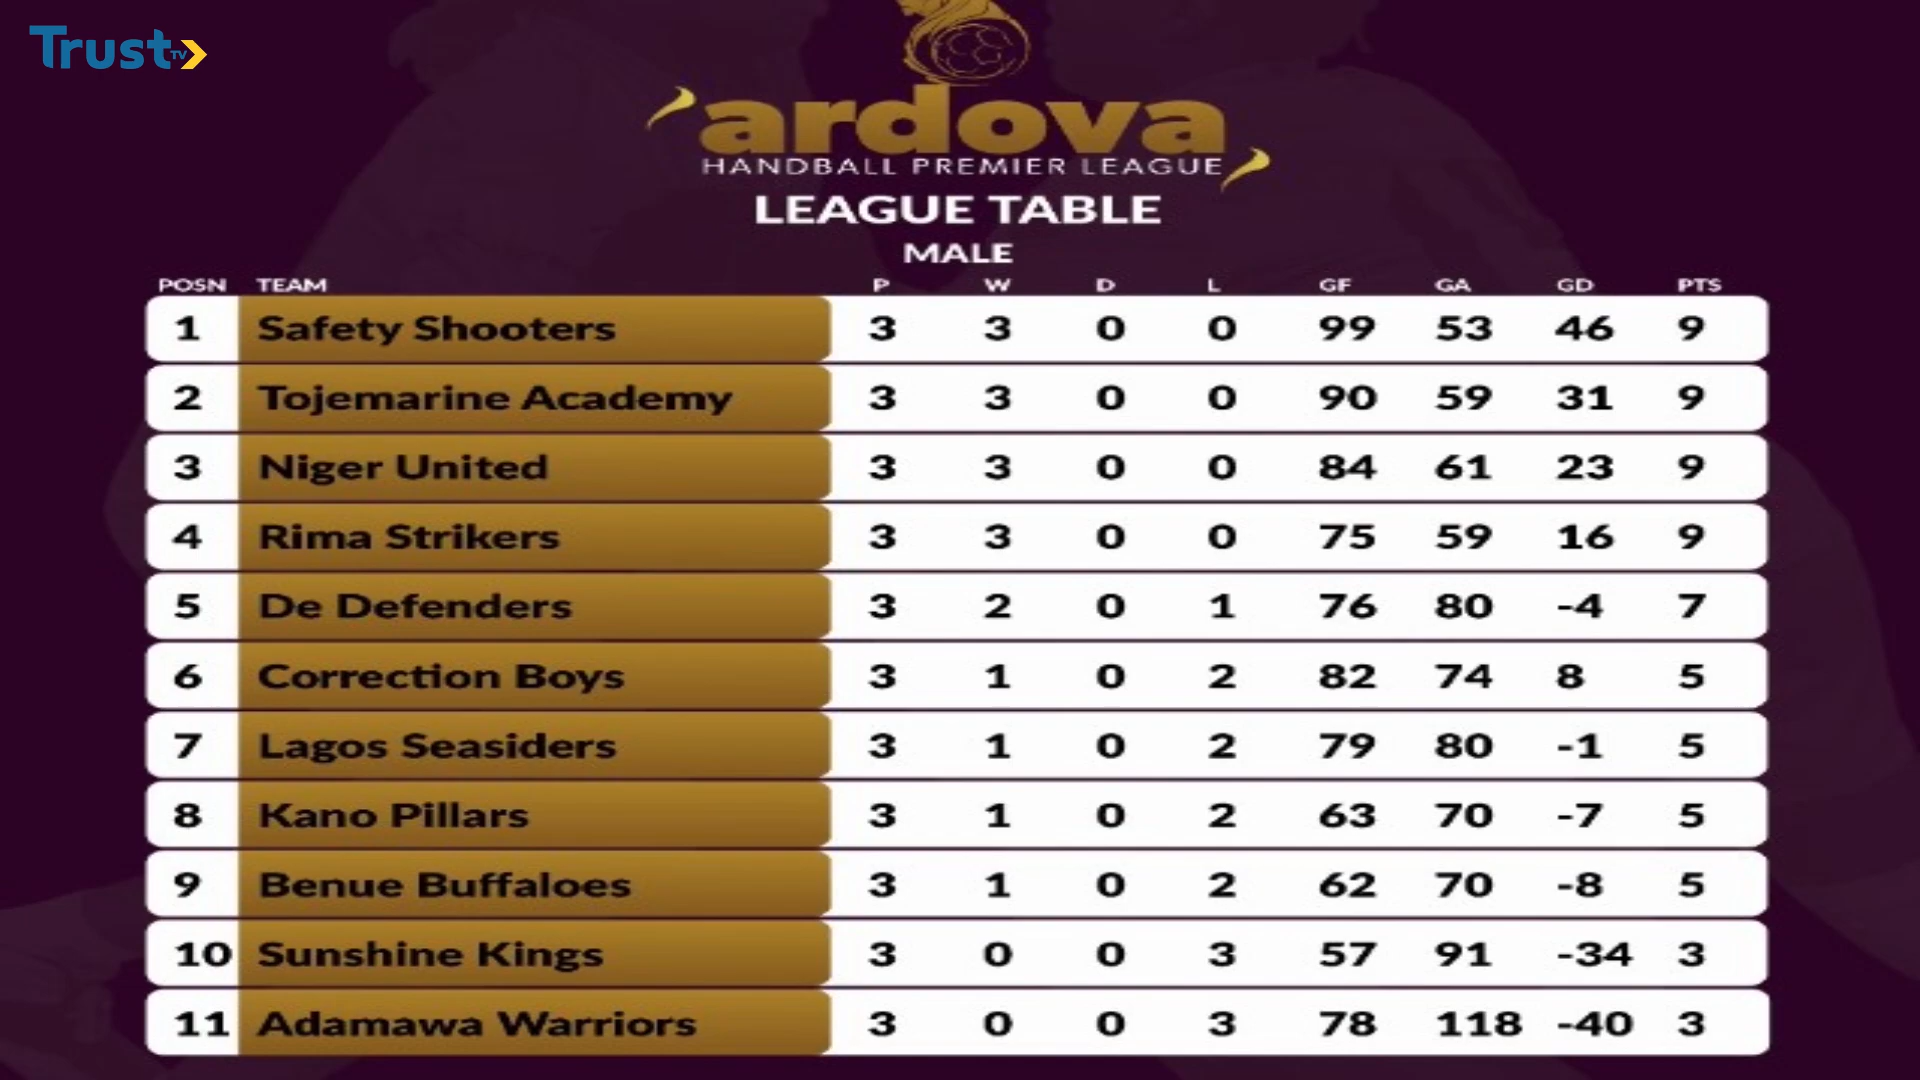 Trust TV
ardova
HANDBALL PREMIER LEAGUE
LEAGUE TABLE
MALE
POSN TEAM P W D L GF GA GD PTS
1 Safety Shooters 3 3 0 0 99 53 46 9
2 Tojemarine Academy 3 3 0 0 90 59 31 9
3 Niger United 3 3 0 0 84 61 23 9
4 Rima Strikers 3 3 0 0 75 59 16 9
5 De Defenders 3 2 0 1 76 80 -4 7
6 Correction Boys 3 1 0 2 82 74 8 5
7 Lagos Seasiders 3 1 0 2 79 80 -1 5
8 Kano Pillars 3 1 0 2 63 70 -7 5
9 Benue Buffaloes 3 1 0 2 62 70 -8 5
10 Sunshine Kings 3 0 0 3 57 91 -34 3
11 Adamawa Warriors 3 0 0 3 78 118 -40 3